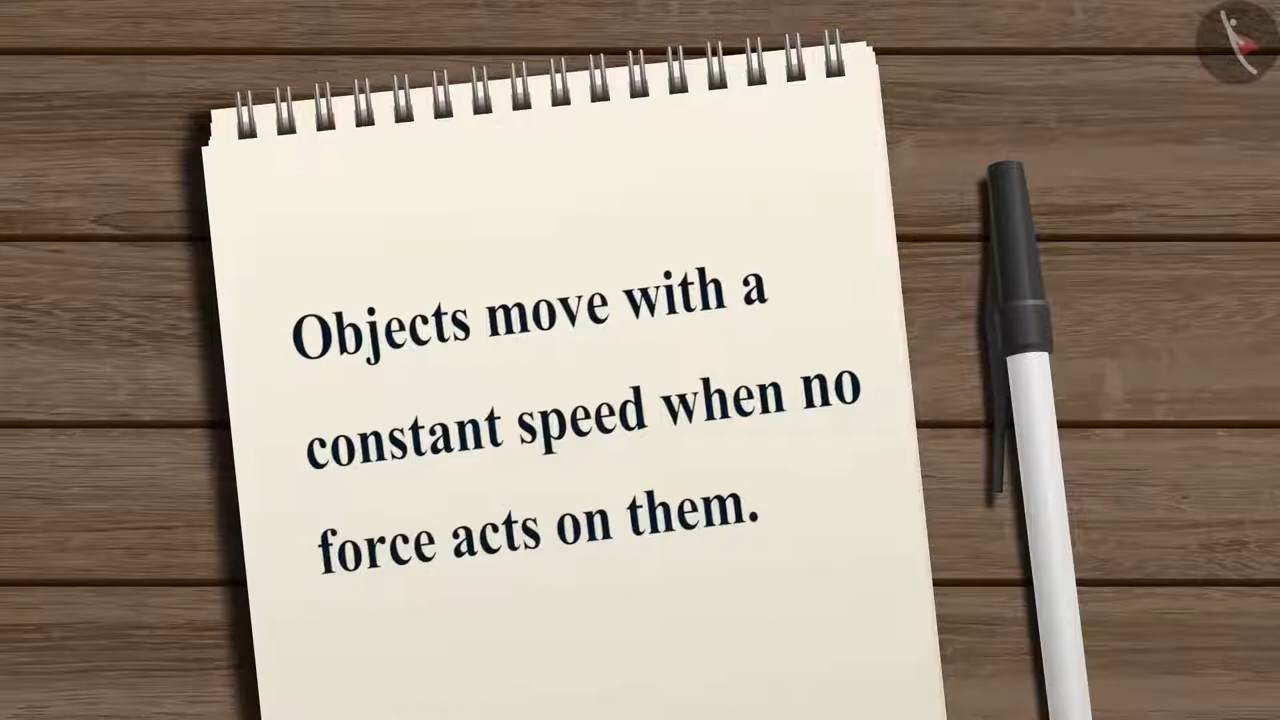 Objects move with a
constant speed when no
force acts on them.